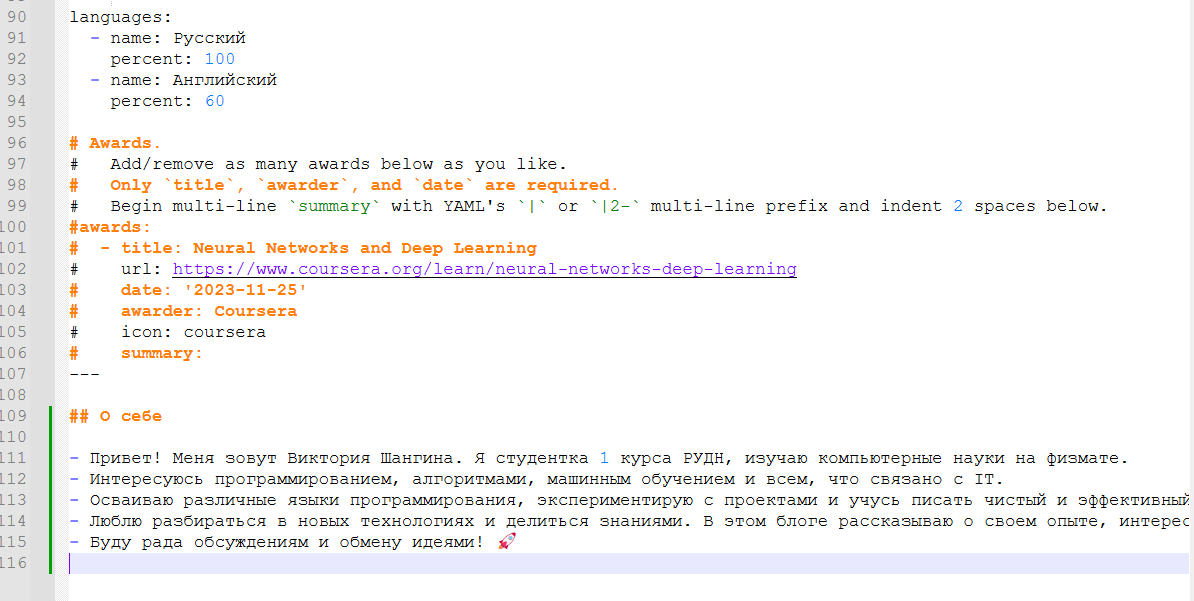 90 languages:
91 - name: Русский
92 percent: 100
93 - name: Английский
94 percent: 60
95
96 # Awards.
97 # Add/remove as many awards below as you like.
98 # Only `title`, `awarder`, and `date` are required.
99 # Begin multi-line `summary` with YAML's `|` or `|2-` multi-line prefix and indent 2 spaces below.
100 #awards:
101 # - title: Neural Networks and Deep Learning
102 # url: https://www.coursera.org/learn/neural-networks-deep-learning
103 # date: '2023-11-25'
104 # awarder: Coursera
105 # icon: coursera
106 # summary:
107 ---
108
109 ## О себе
110
111 - Привет! Меня зовут Виктория Шангина. Я студентка 1 курса РУДН, изучаю компьютерные науки на физмате.
112 - Интересуюсь программированием, алгоритмами, машинным обучением и всем, что связано с IT.
113 - Осваиваю различные языки программирования, экспериментирую с проектами и учусь писать чистый и эффективный
114 - Люблю разбираться в новых технологиях и делиться знаниями. В этом блоге рассказываю о своем опыте, интерес
115 - Буду рада обсуждениям и обмену идеями! 🚀
116